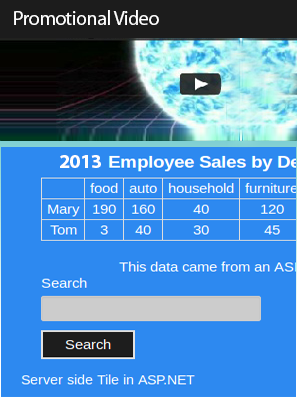 Promotional Video
2013 Employee Sales by De
food auto household furniture
Mary 190 160 40 120
Tom 3 40 30 45
This data came from an ASI
Search
Search
Server side Tile in ASP.NET